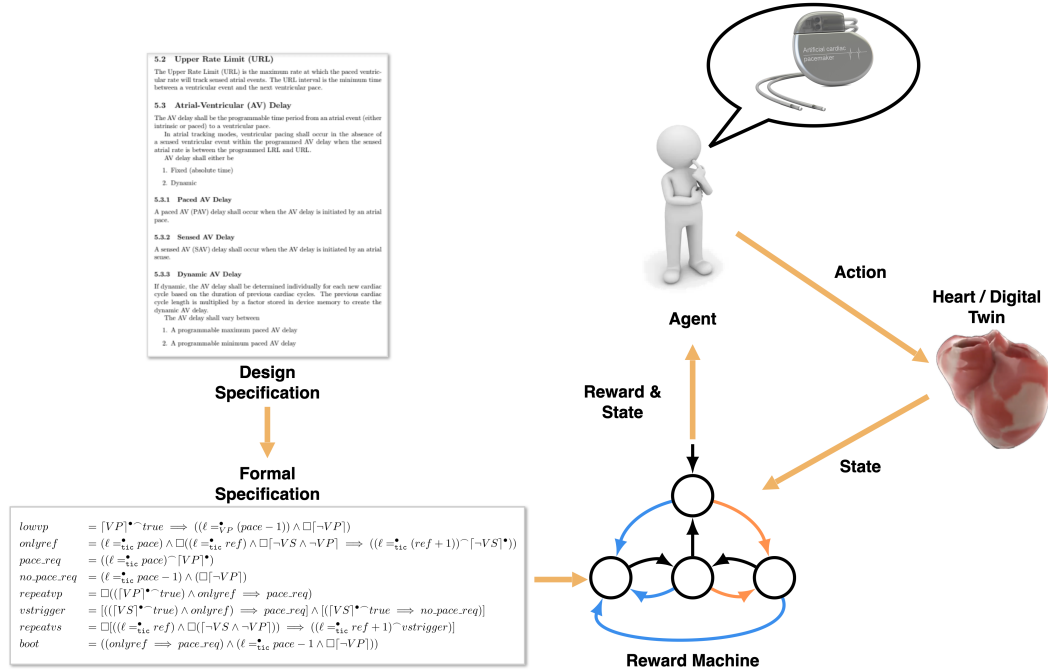 5.2 Upper Rate Limit (URL)
The Upper Rate Limit (URL) is the maximum rate at which the paced ventric-
ular rate will track sensed atrial events. The URL interval is the minimum time
between a ventricular event and the next ventricular pace.
5.3 Atrial-Ventricular (AV) Delay
The AV delay shall be the programmable time period from an atrial event (either
intrinsic or paced) to a ventricular pace.
In atrial tracking modes, ventricular pacing shall occur in the absence of
a sensed ventricular event within the programmed AV delay when the sensed
atrial rate is between the programmed LRL and URL.
AV delay shall either be
1. Fixed (absolute time)
2. Dynamic
5.3.1 Paced AV Delay
A paced AV (PAV) delay shall occur when the AV delay is initiated by an atrial
pace.
5.3.2 Sensed AV Delay
A sensed AV (SAV) delay shall occur when the AV delay is initiated by an atrial
sense.
5.3.3 Dynamic AV Delay
If dynamic, the AV delay shall be determined individually for each new cardiac
cycle based on the duration of previous cardiac cycles. The previous cardiac
cycle length is multiplied by a factor stored in device memory to create the
dynamic AV delay.
The AV delay shall vary between
1. A programmable maximum paced AV delay
2. A programmable minimum paced AV delay
Design
Specification
Formal
Specification
lowvp = ⌈VP⌉•⌢true ⟹ ((ℓ =•VP (pace − 1)) ∧ □⌈¬VP⌉)
onlyref = (ℓ =•tic pace) ∧ □((ℓ =•tic ref) ∧ □⌈¬VS ∧ ¬VP⌉ ⟹ ((ℓ =•tic (ref + 1))⌢⌈¬VS⌉•))
pace_req = ((ℓ =•tic pace)⌢⌈VP⌉•)
no_pace_req = (ℓ =•tic pace − 1) ∧ (□⌈¬VP⌉)
repeatvp = □((⌈VP⌉•⌢true) ∧ onlyref ⟹ pace_req)
vstrigger = [((⌈VS⌉•⌢true) ∧ onlyref) ⟹ pace_req] ∧ [(⌈VS⌉•⌢true ⟹ no_pace_req)]
repeatvs = □[((ℓ =•tic ref) ∧ □(⌈¬VS ∧ ¬VP⌉)) ⟹ ((ℓ =•tic ref + 1)⌢vstrigger)]
boot = ((onlyref ⟹ pace_req) ∧ (ℓ =•tic pace − 1 ∧ □⌈¬VP⌉))
Artificial cardiac
pacemaker
Agent
Action
Heart / Digital
Twin
Reward &
State
State
Reward Machine